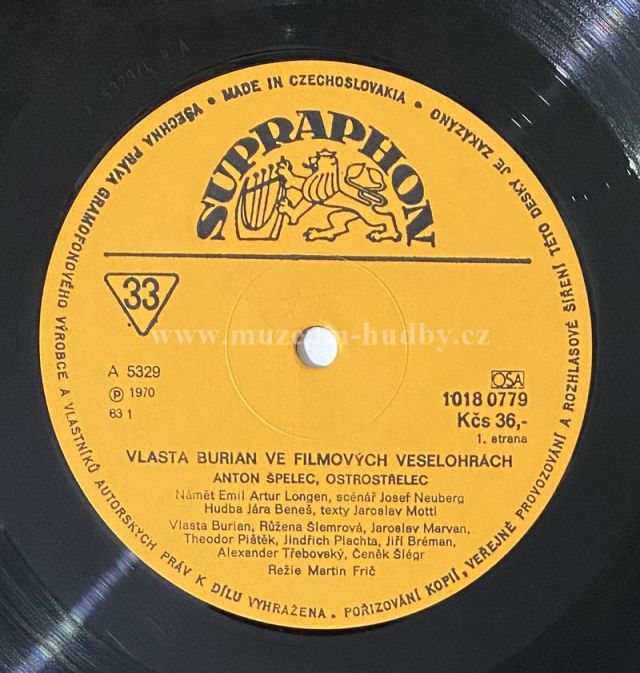 SUPRAPHON
33
A 5329
Ⓟ 1970
63 1
OSA
1018 0779
Kčs 36,-
1. strana
VLASTA BURIAN VE FILMOVÝCH VESELOHRÁCH
ANTON ŠPELEC, OSTROSTŘELEC
Námět Emil Artur Longen, scénář Josef Neuberg
Hudba Jára Beneš, texty Jaroslav Mottl
Vlasta Burian, Růžena Šlemrová, Jaroslav Marvan,
Theodor Pištěk, Jindřich Plachta, Jiří Bréman,
Alexander Třebovský, Čeněk Šlégr
Režie Martin Frič
VŠECHNA PRÁVA GRAMOFONOVÉHO VÝROBCE A VLASTNÍKŮ AUTORSKÝCH PRÁV K DÍLU VYHRAŽENA. POŘIZOVÁNÍ KOPIÍ, VEŘEJNÉ PROVOZOVÁNÍ A ROZHLASOVÉ ŠÍŘENÍ TÉTO DESKY JE ZAKÁZÁNO • MADE IN CZECHOSLOVAKIA •
www.muzeum-hudby.cz